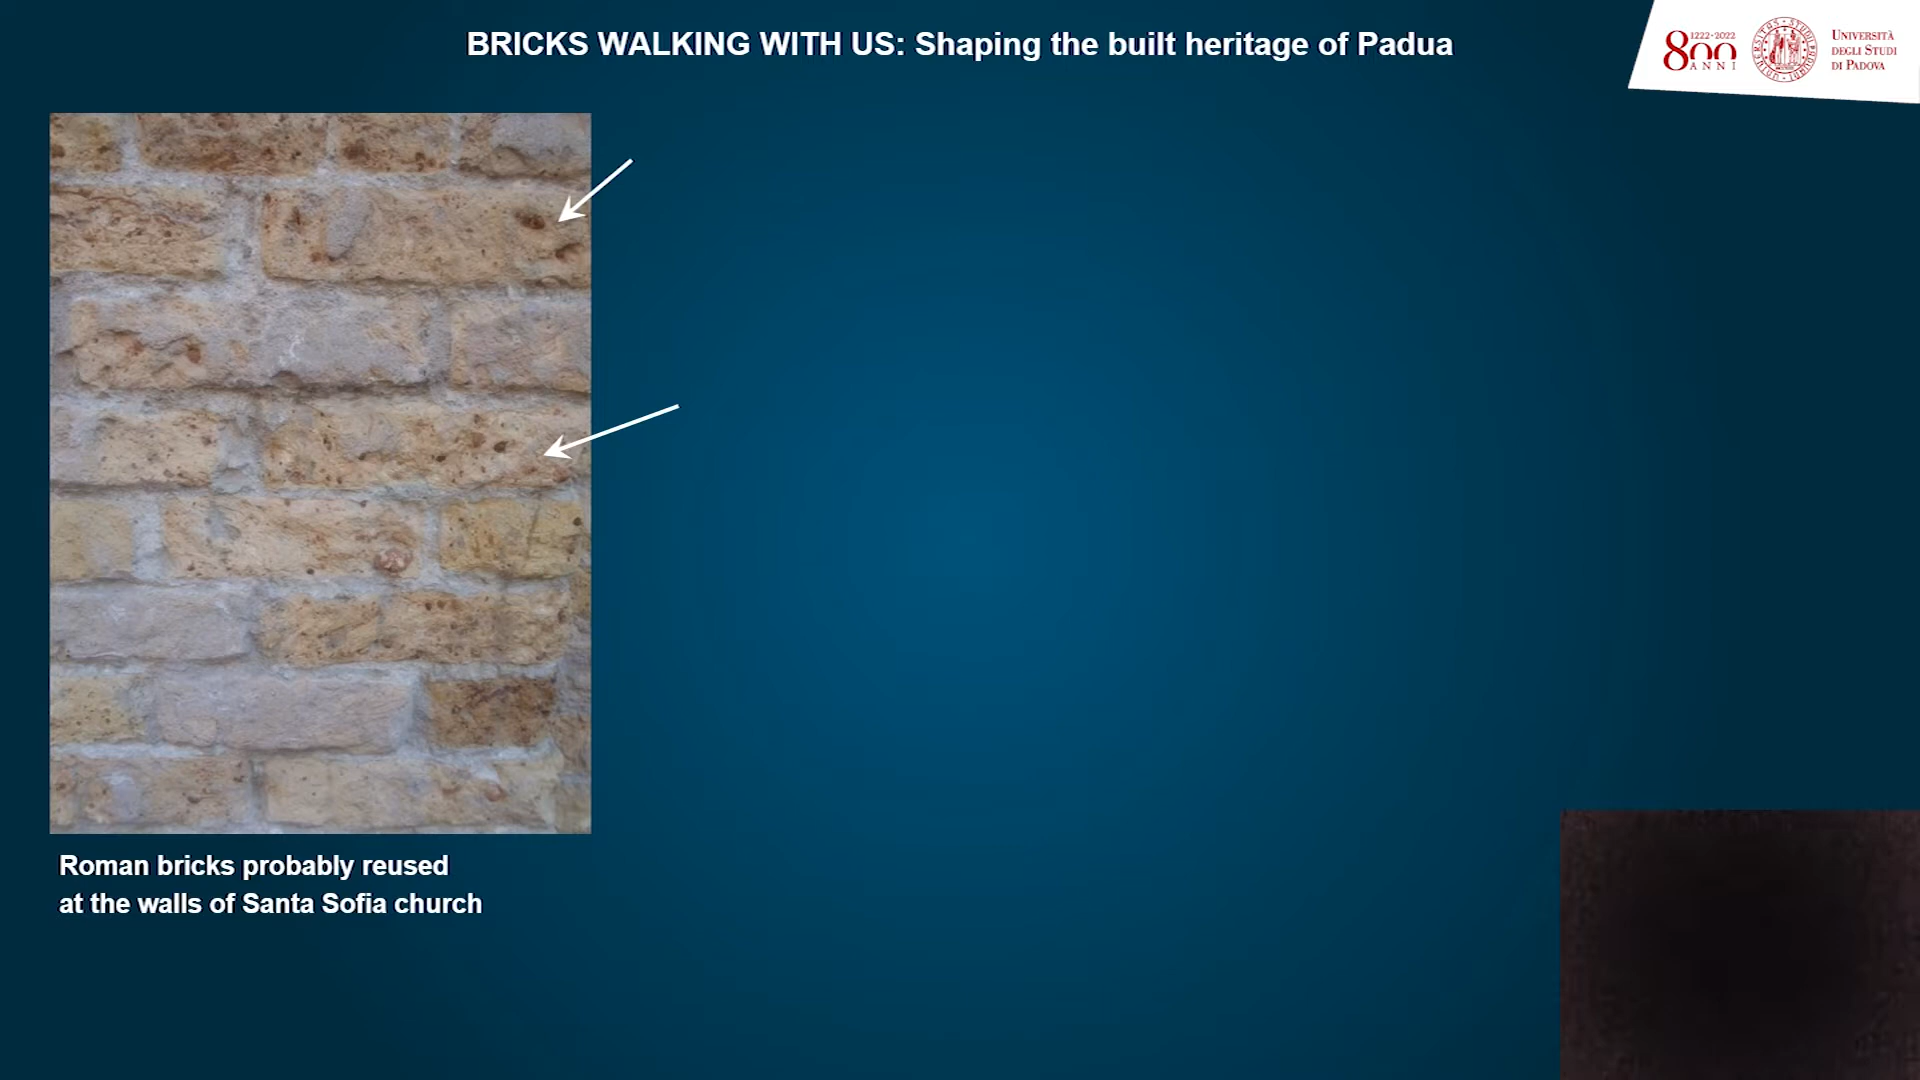 BRICKS WALKING WITH US: Shaping the built heritage of Padua
1222-2022
800
ANNI
UNIVERSITÀ
DEGLI STUDI
DI PADOVA
Roman bricks probably reused
at the walls of Santa Sofia church